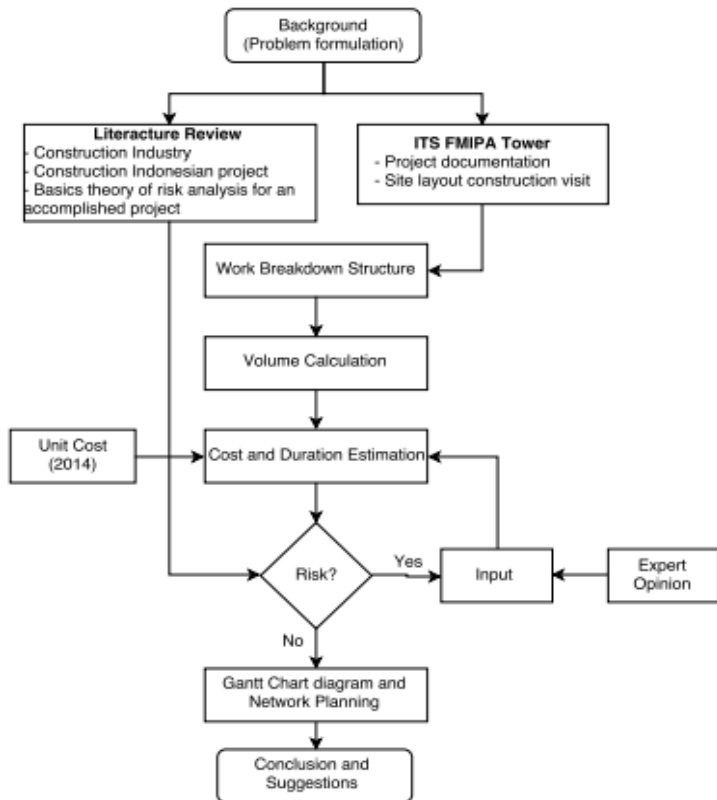 Background
(Problem formulation)
Literacture Review
- Construction Industry
- Construction Indonesian project
- Basics theory of risk analysis for an
accomplished project
ITS FMIPA Tower
- Project documentation
- Site layout construction visit
Work Breakdown Structure
Volume Calculation
Unit Cost
(2014)
Cost and Duration Estimation
Risk?
Yes
Input
Expert
Opinion
No
Gantt Chart diagram and
Network Planning
Conclusion and
Suggestions